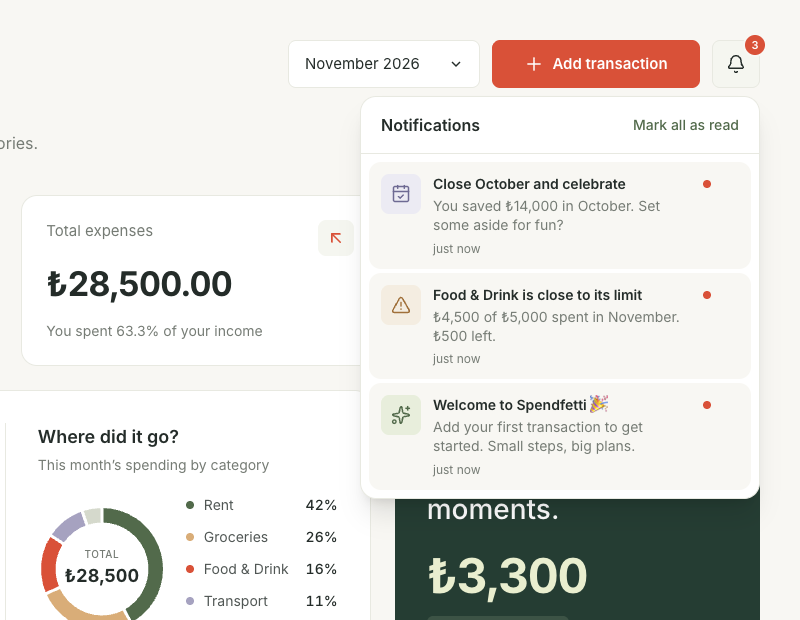 November 2026
Add transaction
3
ories.
Notifications
Mark all as read
Close October and celebrate
You saved ₺14,000 in October. Set
some aside for fun?
just now
Food & Drink is close to its limit
₺4,500 of ₺5,000 spent in November.
₺500 left.
just now
Welcome to Spendfetti 🎉
Add your first transaction to get
started. Small steps, big plans.
just now
Total expenses
₺28,500.00
You spent 63.3% of your income
Where did it go?
This month’s spending by category
TOTAL
₺28,500
Rent 42%
Groceries 26%
Food & Drink 16%
Transport 11%
moments.
₺3,300